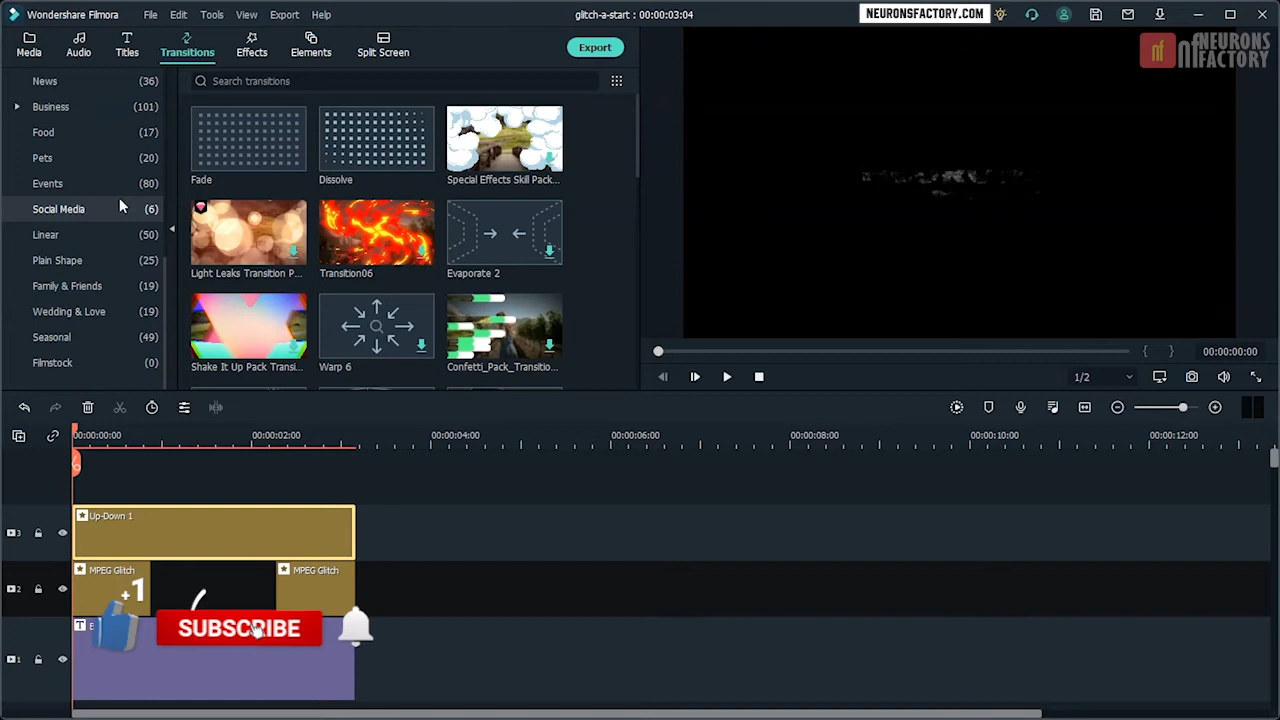 Wondershare Filmora
File
Edit
Tools
View
Export
Help
glitch-a-start : 00:00:03:04
NEURONSFACTORY.COM
Media
Audio
Titles
Transitions
Effects
Elements
Split Screen
Export
nf NEURONS FACTORY
News (36)
Business (101)
Food (17)
Pets (20)
Events (80)
Social Media (6)
Linear (50)
Plain Shape (25)
Family & Friends (19)
Wedding & Love (19)
Seasonal (49)
Filmstock (0)
Search transitions
Fade
Dissolve
Special Effects Skill Pack...
Light Leaks Transition P...
Transition06
Evaporate 2
Shake It Up Pack Transi...
Warp 6
Confetti_Pack_Transitio...
00:00:00:00
1/2
00:00:00:00
00:00:02:00
00:00:04:00
00:00:06:00
00:00:08:00
00:00:10:00
00:00:12:00
3
Up-Down 1
2
MPEG Glitch
MPEG Glitch
+1
SUBSCRIBE
1
T